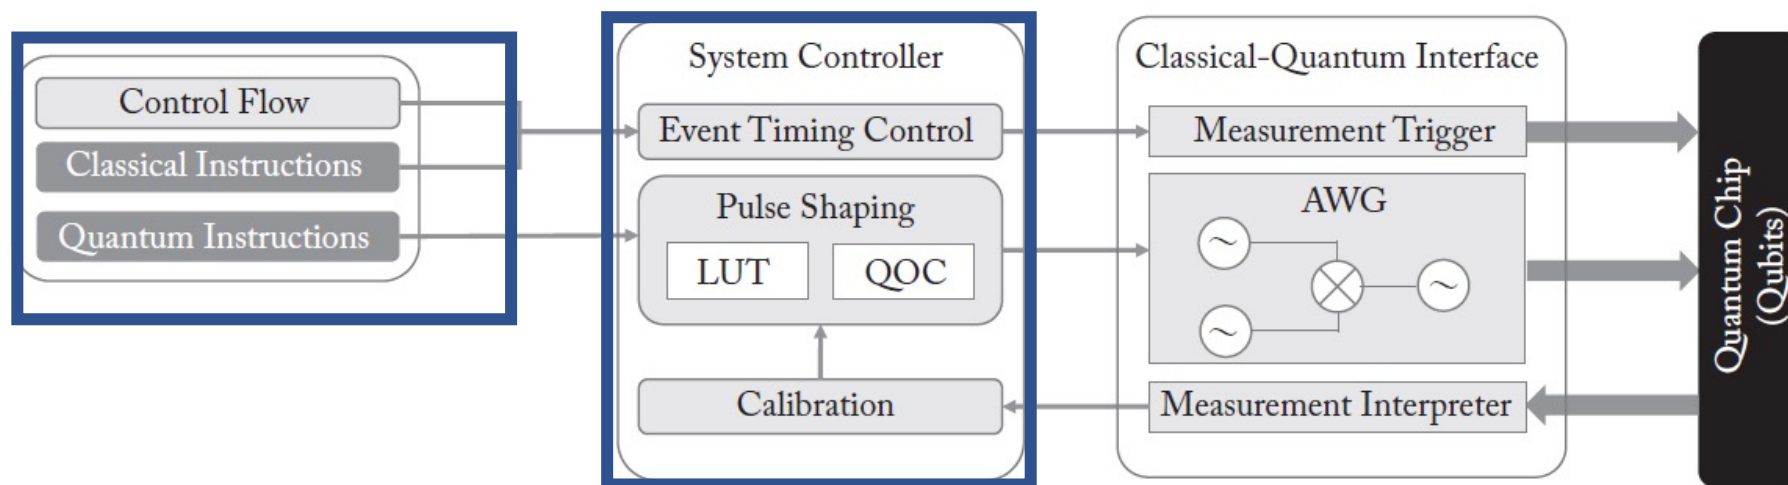 Control Flow
Classical Instructions
Quantum Instructions
System Controller
Event Timing Control
Pulse Shaping
LUT
QOC
Calibration
Classical-Quantum Interface
Measurement Trigger
AWG
Measurement Interpreter
Quantum Chip
(Qubits)